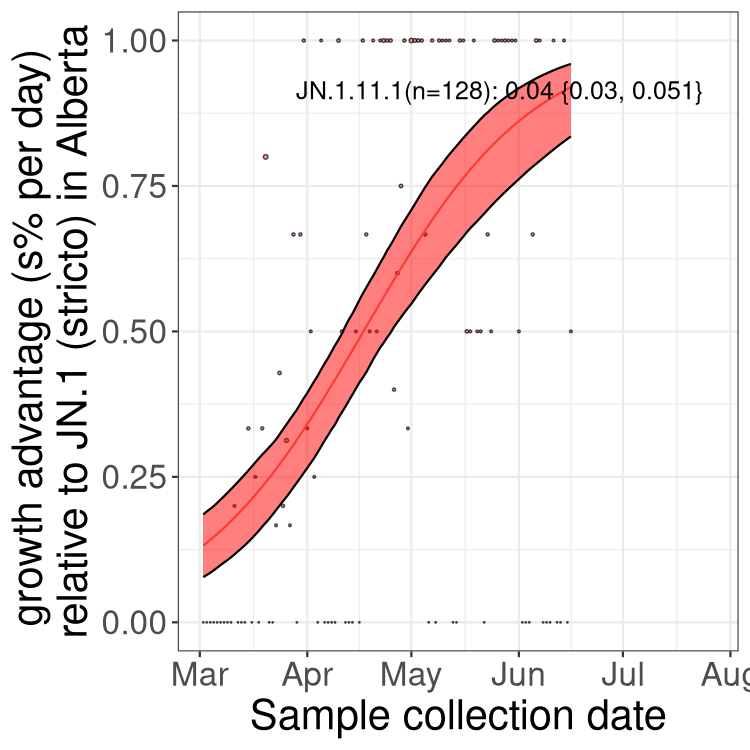 growth advantage (s% per day)
relative to JN.1 (stricto) in Alberta
1.00
0.75
0.50
0.25
0.00
JN.1.11.1(n=128): 0.04 {0.03, 0.051}
Mar Apr May Jun Jul Aug
Sample collection date